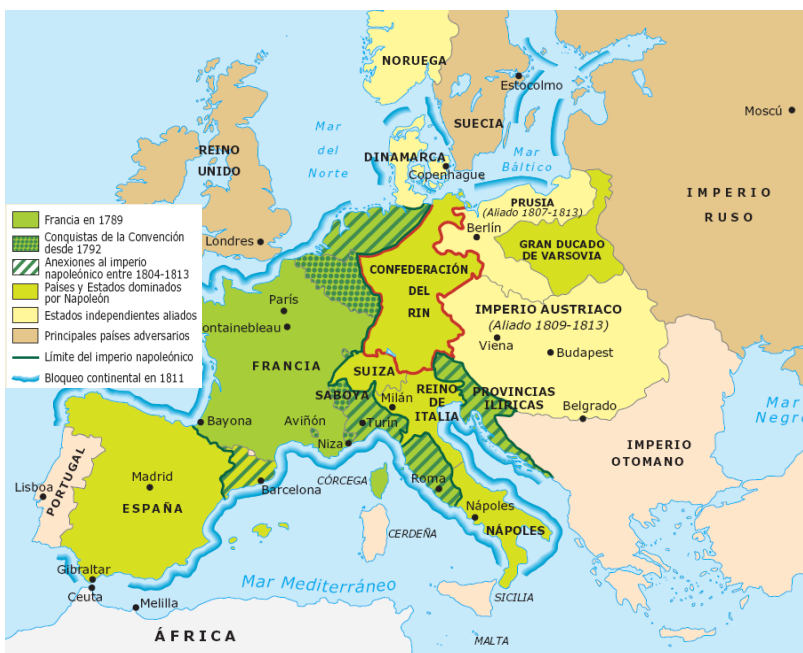 NORUEGA
Estocolmo
Moscú
SUECIA
Mar
del
Norte
REINO
UNIDO
DINAMARCA
Copenhague
Mar
Báltico
IMPERIO
RUSO
PRUSIA
(Aliado 1807-1813)
Berlín
GRAN DUCADO
DE VARSOVIA
Londres
Francia en 1789
Conquistas de la Convención
desde 1792
Anexiones al imperio
napoleónico entre 1804-1813
Países y Estados dominados
por Napoleón
Estados independientes aliados
Principales países adversarios
Límite del imperio napoleónico
Bloqueo continental en 1811
CONFEDERACIÓN
DEL
RIN
París
ontainebleau
IMPERIO AUSTRIACO
(Aliado 1809-1813)
Viena
Budapest
FRANCIA
SUIZA
SABOYA
Milán
REINO
DE
ITALIA
PROVINCIAS
ILIRICAS
Belgrado
Mar
Negro
Bayona
Aviñón
Turín
Niza
IMPERIO
OTOMANO
PORTUGAL
Lisboa
Madrid
ESPAÑA
Barcelona
CÓRCEGA
Roma
Nápoles
NÁPOLES
CERDEÑA
Gibraltar
Ceuta
Melilla
Mar Mediterráneo
SICILIA
MALTA
ÁFRICA